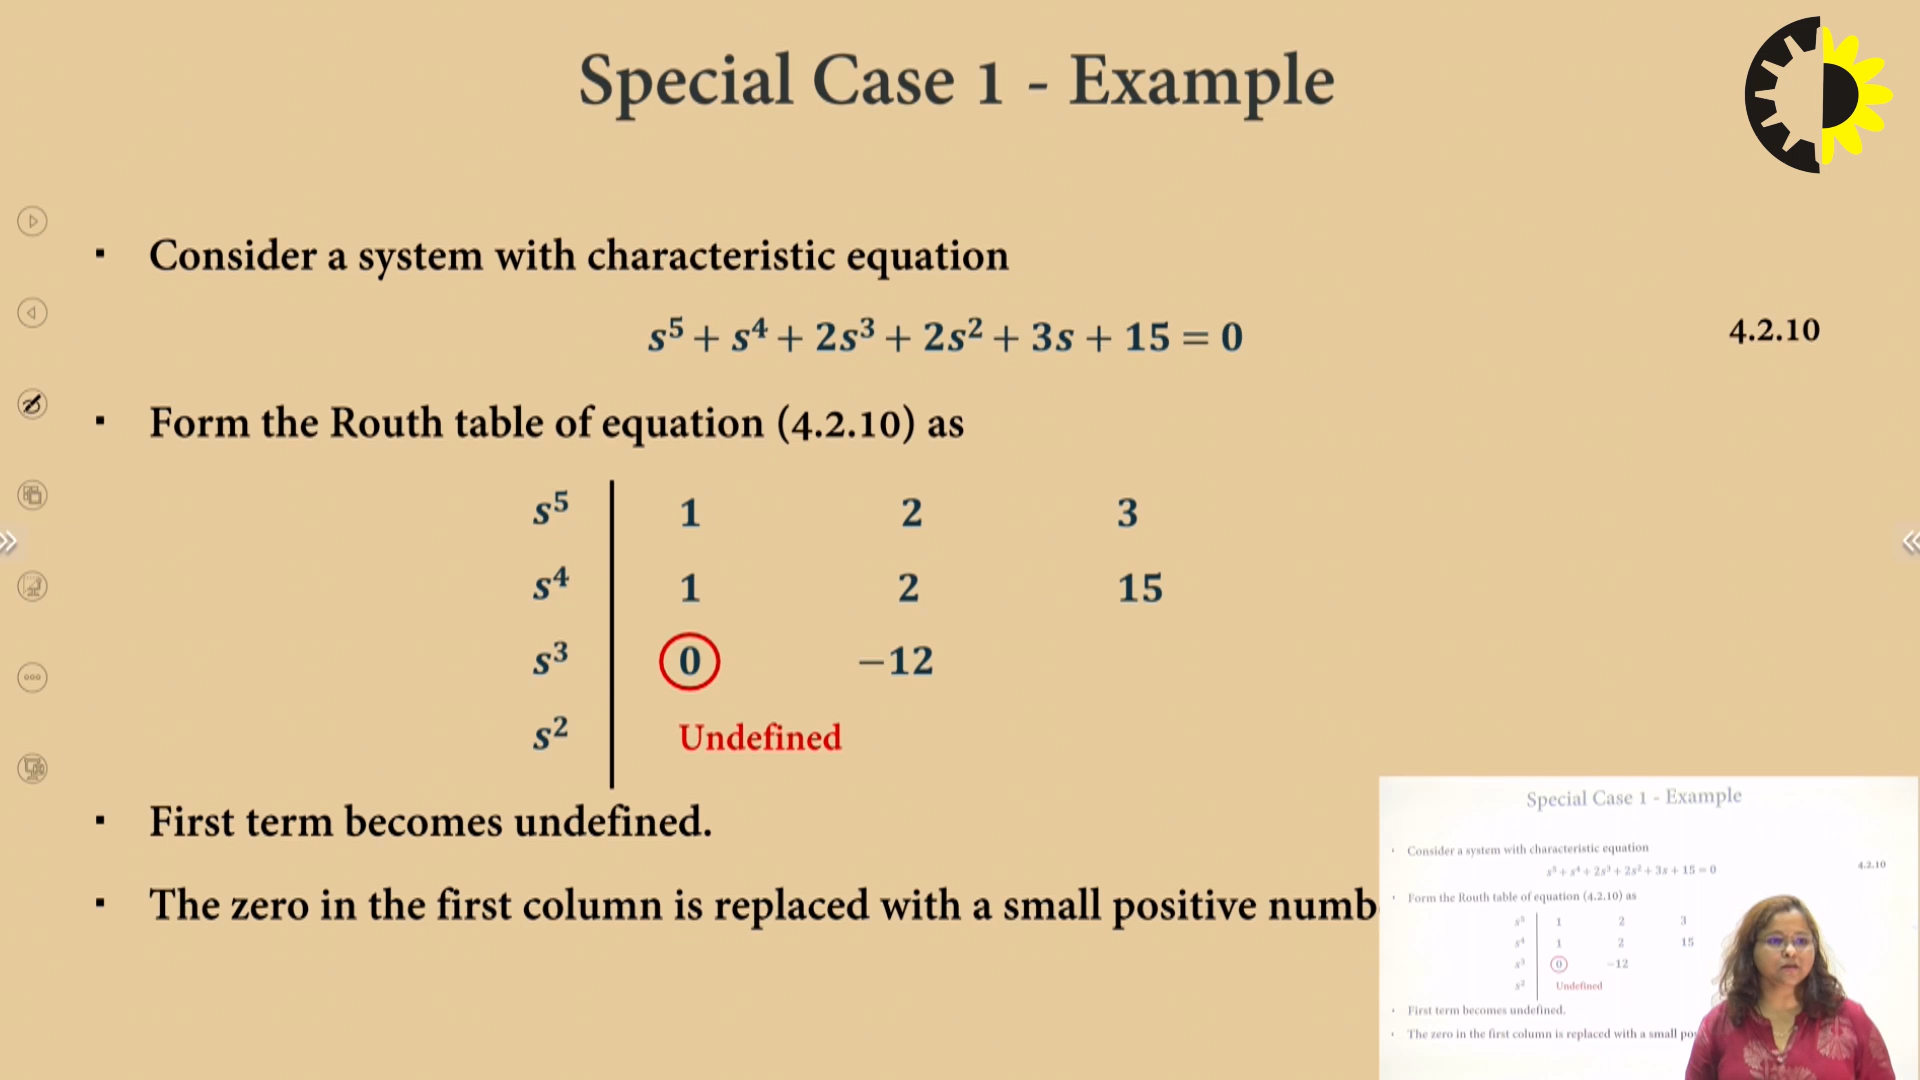 Special Case 1 - Example
▪ Consider a system with characteristic equation
s⁵ + s⁴ + 2s³ + 2s² + 3s + 15 = 0 4.2.10
▪ Form the Routh table of equation (4.2.10) as
s⁵ 1 2 3
s⁴ 1 2 15
s³ 0 −12
s² Undefined
▪ First term becomes undefined.
▪ The zero in the first column is replaced with a small positive numb
Special Case 1 - Example
Consider a system with characteristic equation
s⁵ + s⁴ + 2s³ + 2s² + 3s + 15 = 0 4.2.10
Form the Routh table of equation (4.2.10) as
s⁵ 1 2 3
s⁴ 1 2 15
s³ 0 −12
s² Undefined
First term becomes undefined.
The zero in the first column is replaced with a small po